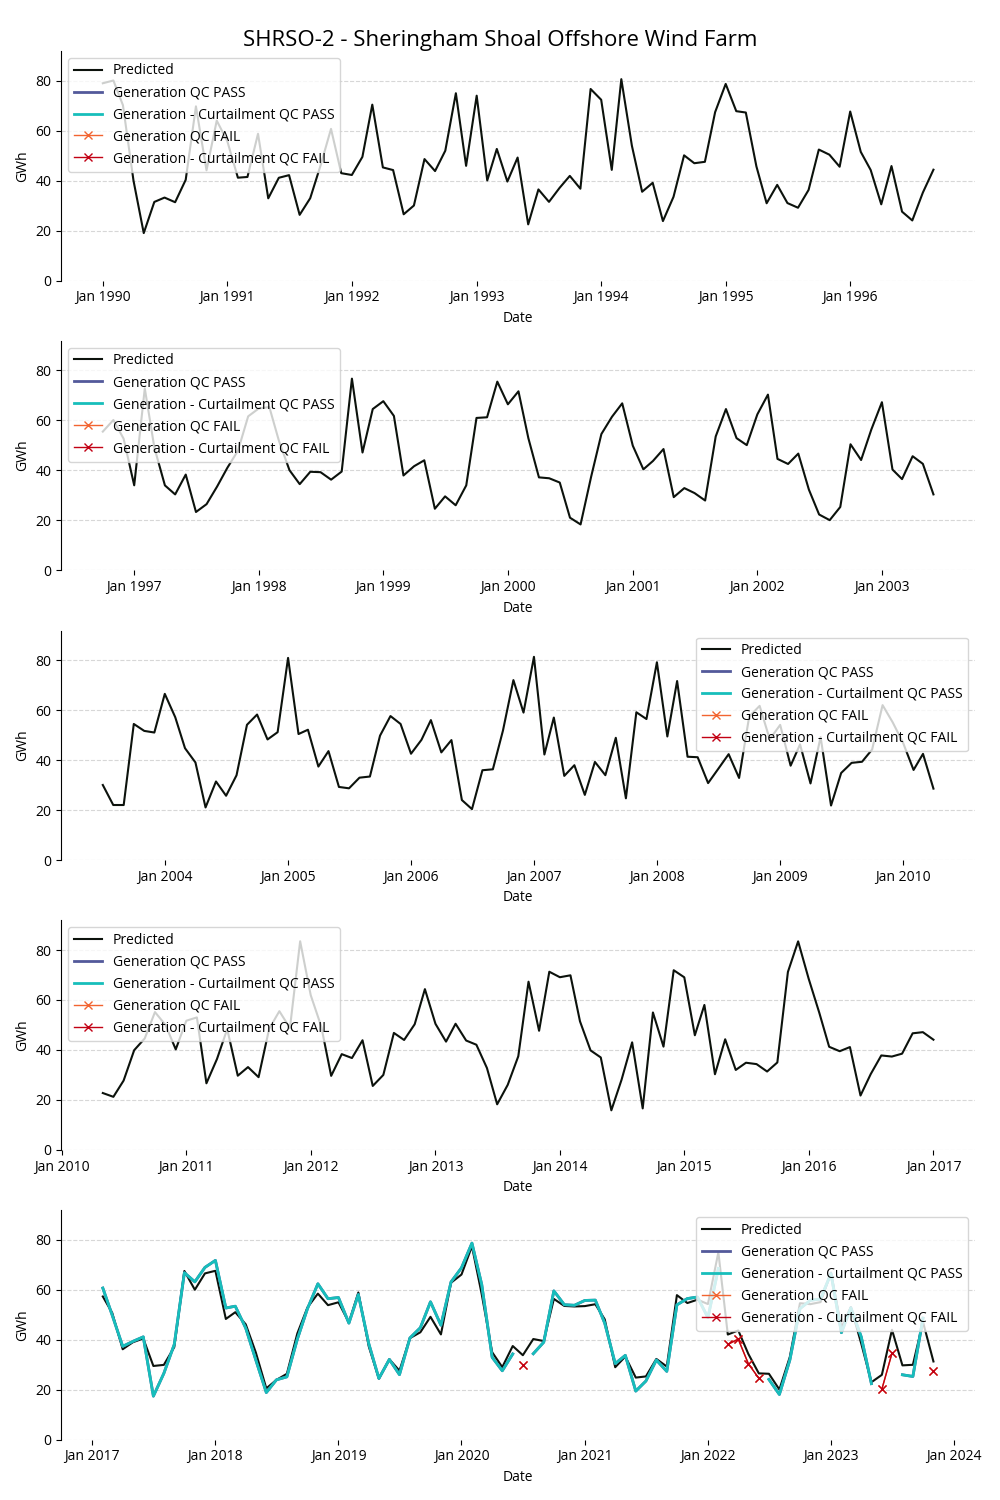 SHRSO-2 - Sheringham Shoal Offshore Wind Farm
80
60
40
20
0
GWh
Predicted
Generation QC PASS
Generation - Curtailment QC PASS
Generation QC FAIL
Generation - Curtailment QC FAIL
Jan 1990 Jan 1991 Jan 1992 Jan 1993 Jan 1994 Jan 1995 Jan 1996
Date
80
60
40
20
0
GWh
Predicted
Generation QC PASS
Generation - Curtailment QC PASS
Generation QC FAIL
Generation - Curtailment QC FAIL
Jan 1997 Jan 1998 Jan 1999 Jan 2000 Jan 2001 Jan 2002 Jan 2003
Date
80
60
40
20
0
GWh
Predicted
Generation QC PASS
Generation - Curtailment QC PASS
Generation QC FAIL
Generation - Curtailment QC FAIL
Jan 2004 Jan 2005 Jan 2006 Jan 2007 Jan 2008 Jan 2009 Jan 2010
Date
80
60
40
20
0
GWh
Predicted
Generation QC PASS
Generation - Curtailment QC PASS
Generation QC FAIL
Generation - Curtailment QC FAIL
Jan 2010 Jan 2011 Jan 2012 Jan 2013 Jan 2014 Jan 2015 Jan 2016 Jan 2017
Date
80
60
40
20
0
GWh
Predicted
Generation QC PASS
Generation - Curtailment QC PASS
Generation QC FAIL
Generation - Curtailment QC FAIL
Jan 2017 Jan 2018 Jan 2019 Jan 2020 Jan 2021 Jan 2022 Jan 2023 Jan 2024
Date